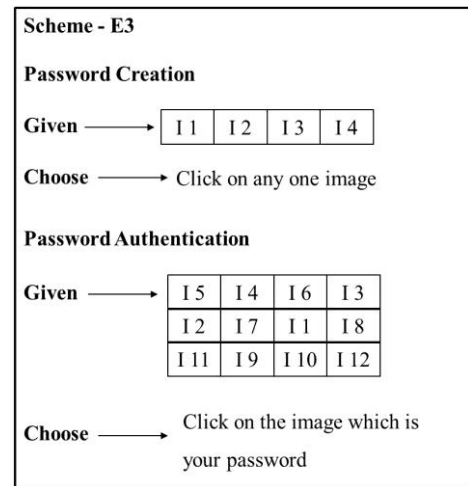 Scheme - E3
Password Creation
Given I 1 I 2 I 3 I 4
Choose Click on any one image
Password Authentication
Given I 5 I 4 I 6 I 3
I 2 I 7 I 1 I 8
I 11 I 9 I 10 I 12
Choose Click on the image which is
your password